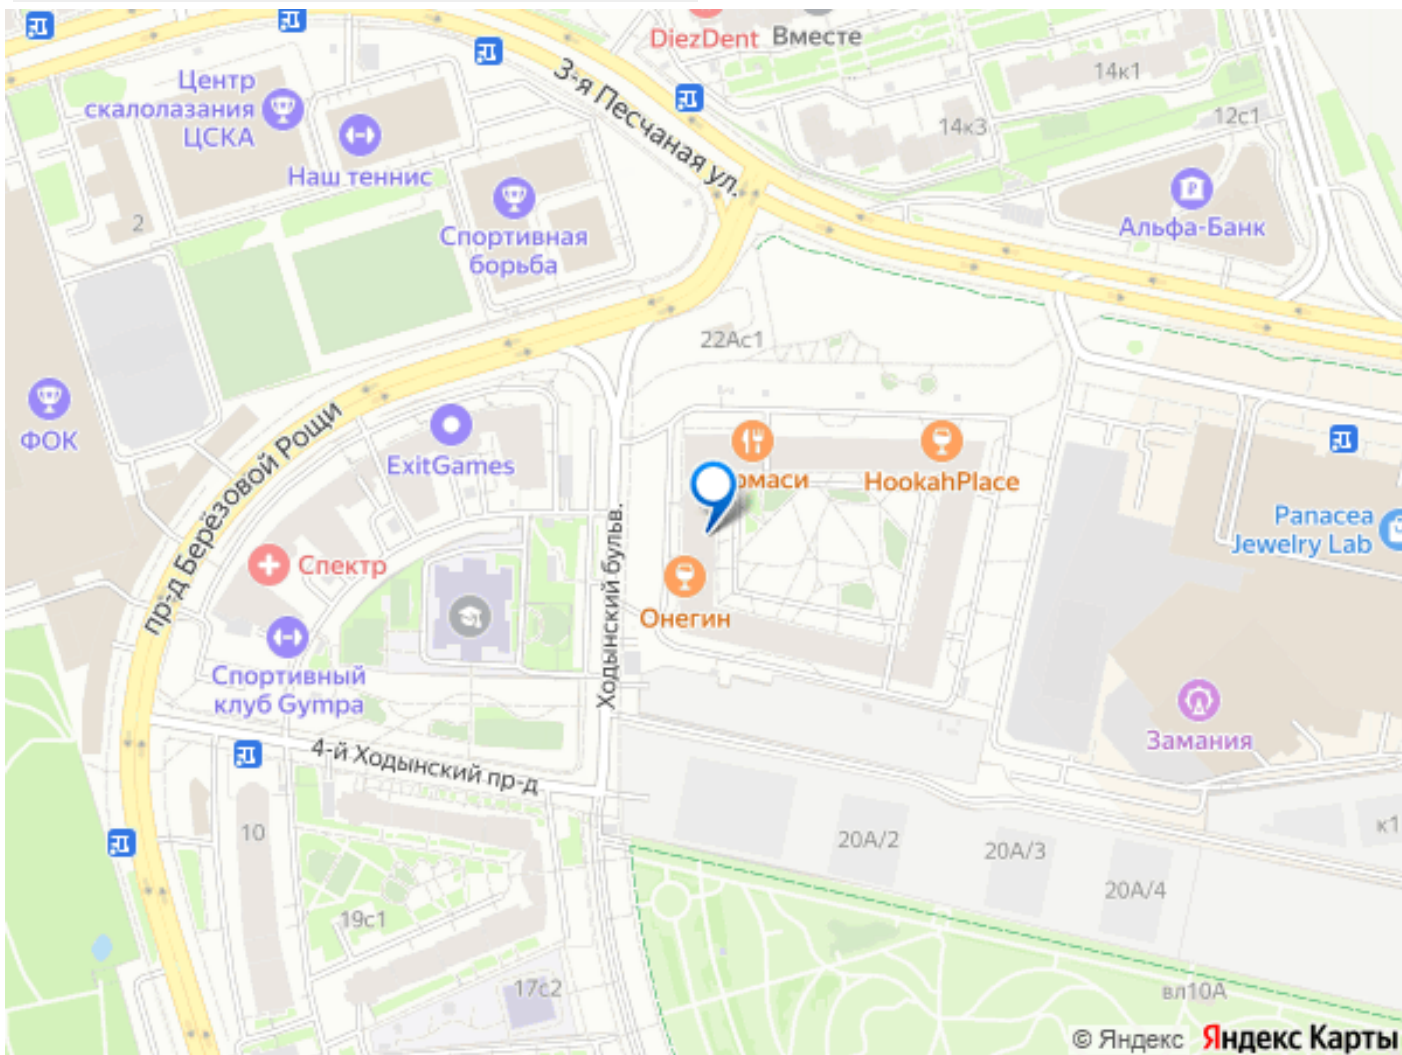 DiezDent
Вместе
Центр
скалолазания
ЦСКА
3-я Песчаная ул.
14к1
12с1
14к3
Наш теннис
2
Спортивная
борьба
Альфа-Банк
22Ас1
ФОК
пр-д Берёзовой Рощи
ExitGames
омаси
HookahPlace
Panacea
Jewelry Lab
Спектр
Ходынский бульв.
Онегин
Спортивный
клуб Gympa
Замания
4-й Ходынский пр-д
10
20А/2
20А/3
20А/4
к1
19с1
17с2
вл10А
© Яндекс Яндекс Карты